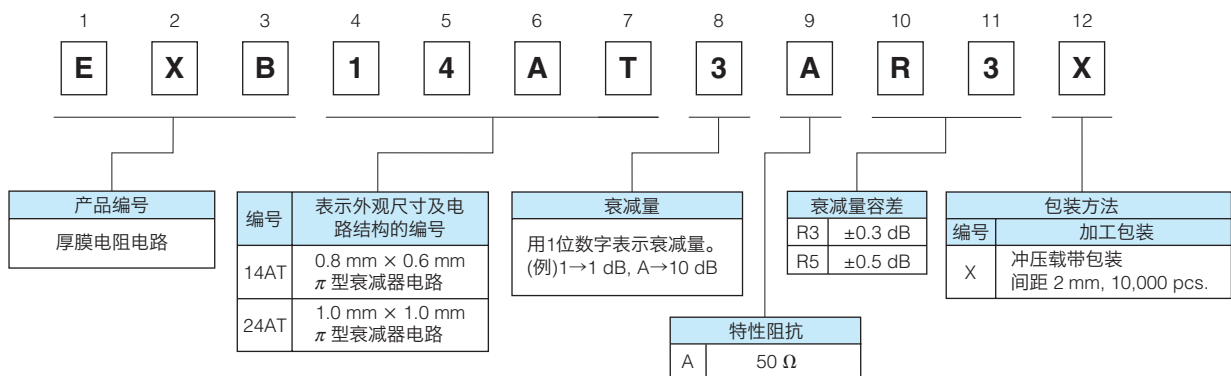 1 2 3 4 5 6 7 8 9 10 11 12
E X B 1 4 A T 3 A R 3 X
产品编号
厚膜电阻电路
编号 表示外观尺寸及电
路结构的编号
14AT 0.8 mm × 0.6 mm
π 型衰减器电路
24AT 1.0 mm × 1.0 mm
π 型衰减器电路
衰减量
用1位数字表示衰减量。
(例)1→1 dB, A→10 dB
特性阻抗
A 50 Ω
衰减量容差
R3 ±0.3 dB
R5 ±0.5 dB
包装方法
编号 加工包装
X 冲压载带包装
间距 2 mm, 10,000 pcs.